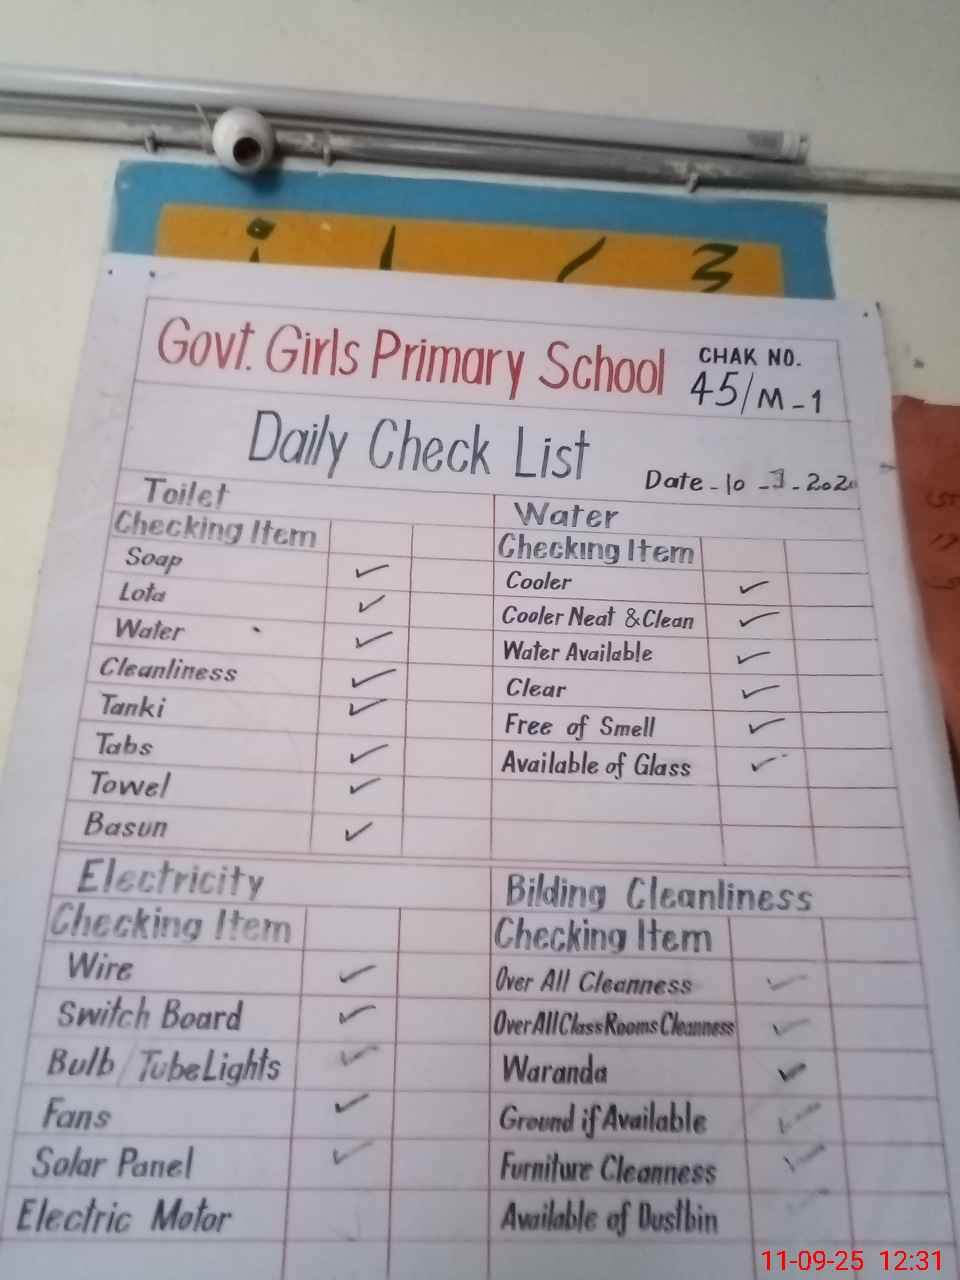 Govt. Girls Primary School
CHAK NO.
45/M-1
Daily Check List
Date - 10
Toilet
Checking Item
Soap
Lota
Water
Cleanliness
Tanki
Tabs
Towel
Basun
Water
Checking Item
Cooler
Cooler Neat & Clean
Water Available
Clear
Free of Smell
Available of Glass
Electricity
Checking Item
Wire
Switch Board
Bulb / Tube Lights
Fans
Solar Panel
Electric Motor
Bilding Cleanliness
Checking Item
Over All Cleanness
Over All Class Rooms Cleanness
Waranda
Ground if Available
Furniture Cleanness
Available of Dustbin
11-09-25 12:31